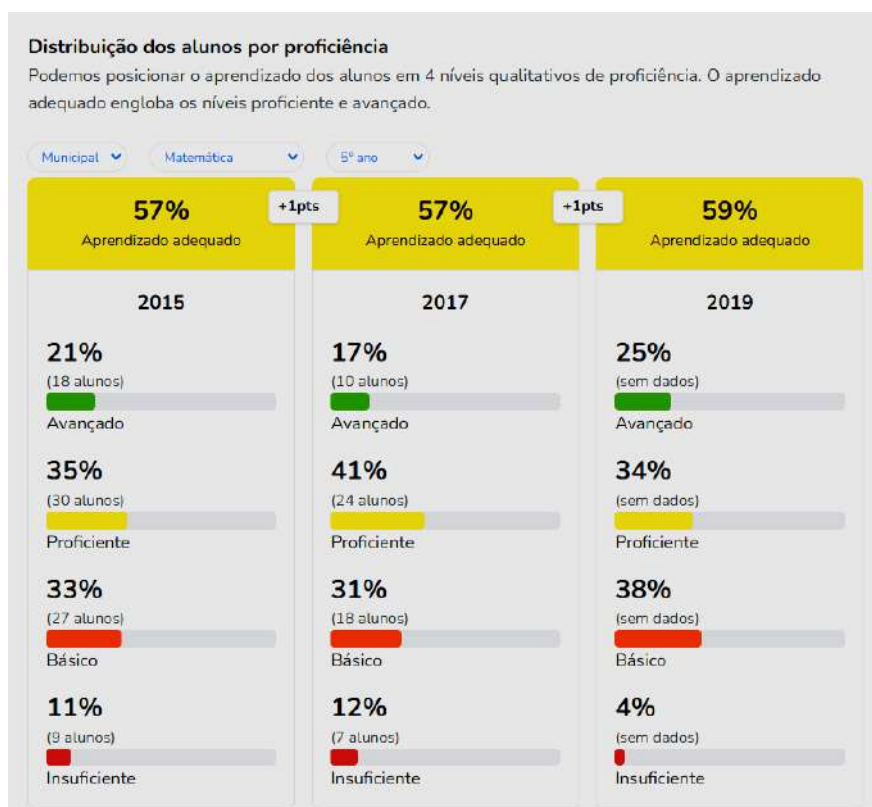 Distribuição dos alunos por proficiência
Podemos posicionar o aprendizado dos alunos em 4 níveis qualitativos de proficiência. O aprendizado
adequado engloba os níveis proficiente e avançado.
Municipal
Matemática
5º ano
57%
Aprendizado adequado
+1pts
57%
Aprendizado adequado
+1pts
59%
Aprendizado adequado
2015
21%
(18 alunos)
Avançado
35%
(30 alunos)
Proficiente
33%
(27 alunos)
Básico
11%
(9 alunos)
Insuficiente
2017
17%
(10 alunos)
Avançado
41%
(24 alunos)
Proficiente
31%
(18 alunos)
Básico
12%
(7 alunos)
Insuficiente
2019
25%
(sem dados)
Avançado
34%
(sem dados)
Proficiente
38%
(sem dados)
Básico
4%
(sem dados)
Insuficiente